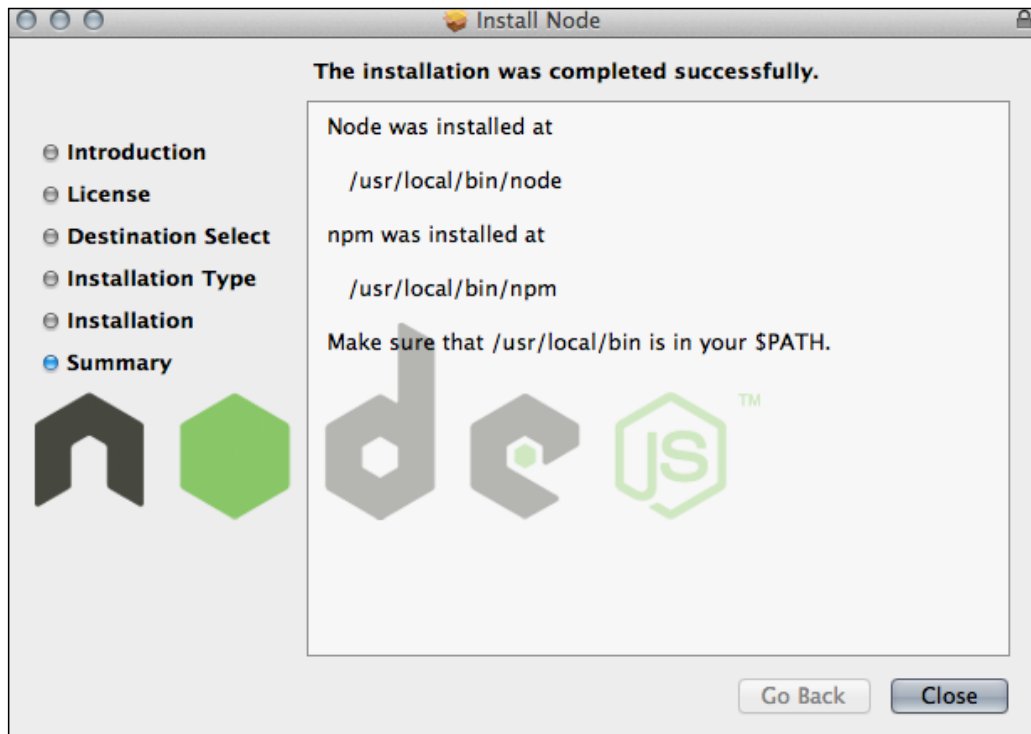 Install Node
The installation was completed successfully.
Introduction
License
Destination Select
Installation Type
Installation
Summary
Node was installed at
/usr/local/bin/node
npm was installed at
/usr/local/bin/npm
Make sure that /usr/local/bin is in your $PATH.
node JS TM
Go Back
Close